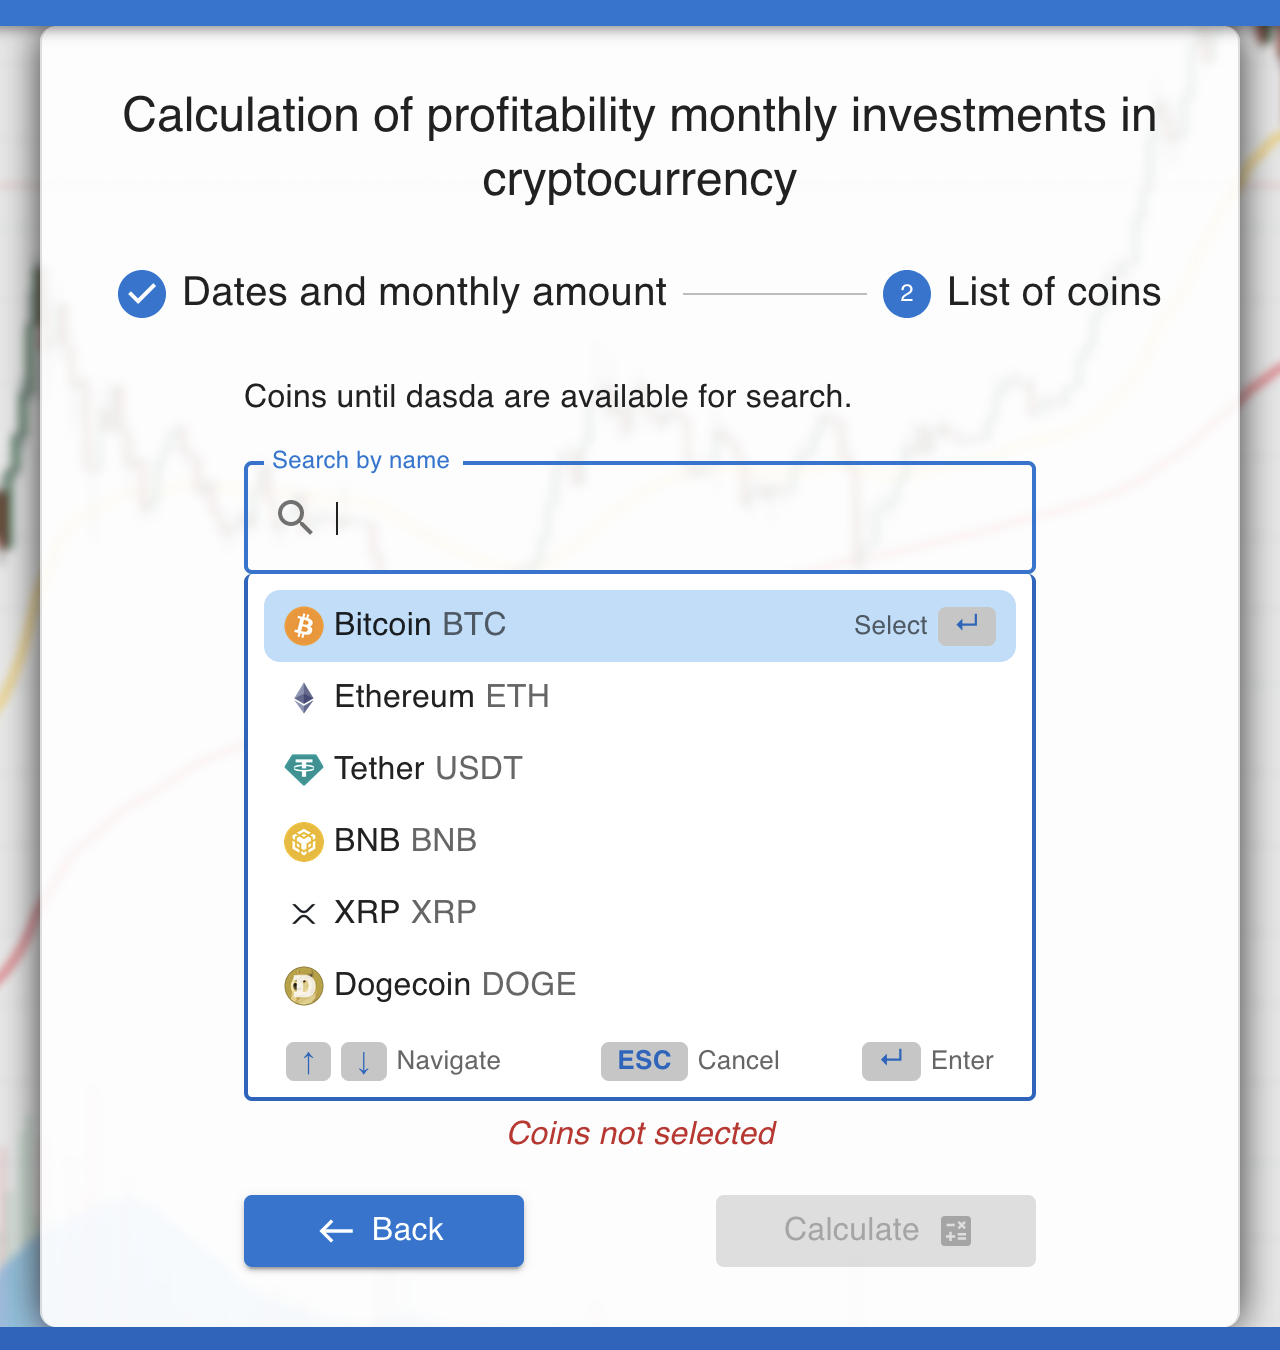 Calculation of profitability monthly investments in
cryptocurrency
Dates and monthly amount
2 List of coins
Coins until dasda are available for search.
Search by name
Bitcoin BTC Select ↵
Ethereum ETH
Tether USDT
BNB BNB
XRP XRP
Dogecoin DOGE
↑ ↓ Navigate ESC Cancel ↵ Enter
Coins not selected
← Back
Calculate